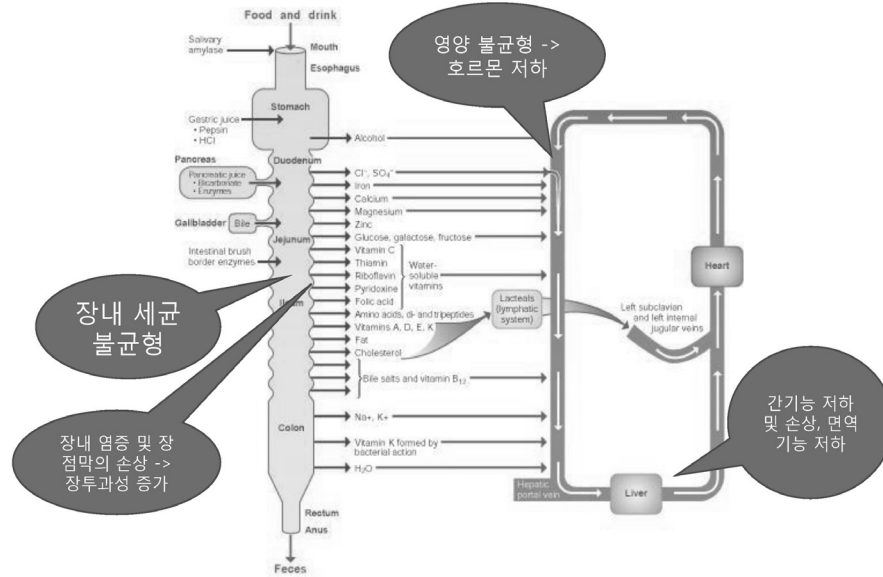 Food and drink
Salivary
amylase
Mouth
Esophagus
Stomach
Gastric juice
• Pepsin
• HCl
Alcohol
Duodenum
Pancreas
Pancreatic juice
• Bicarbonate
• Enzymes
Gallbladder
Bile
Jejunum
Intestinal brush
border enzymes
Ileum
Cl⁻, SO₄⁻
Iron
Calcium
Magnesium
Zinc
Glucose, galactose, fructose
Vitamin C
Thiamin
Riboflavin
Pyridoxine
Folic acid
Water-
soluble
vitamins
Amino acids, di- and tripeptides
Vitamins A, D, E, K
Fat
Cholesterol
Lacteals
(lymphatic
system)
Left subclavian
and left internal
jugular veins
Bile salts and vitamin B₁₂
Colon
Na+, K+
Vitamin K formed by
bacterial action
H₂O
Rectum
Anus
Feces
Hepatic
portal vein
Liver
Heart
영양 불균형 ->
호르몬 저하
장내 세균
불균형
장내 염증 및 장
점막의 손상 ->
장투과성 증가
간기능 저하
및 손상, 면역
기능 저하